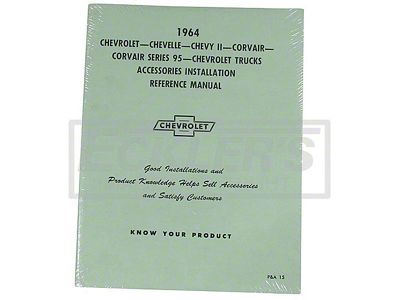 1964
CHEVROLET—CHEVELLE—CHEVY II—CORVAIR—
CORVAIR SERIES 95—CHEVROLET TRUCKS
ACCESSORIES INSTALLATION
REFERENCE MANUAL
CHEVROLET
Good Installations and
Product Knowledge Helps Sell Accessories
and Satisfy Customers
KNOW YOUR PRODUCT
P&A 15